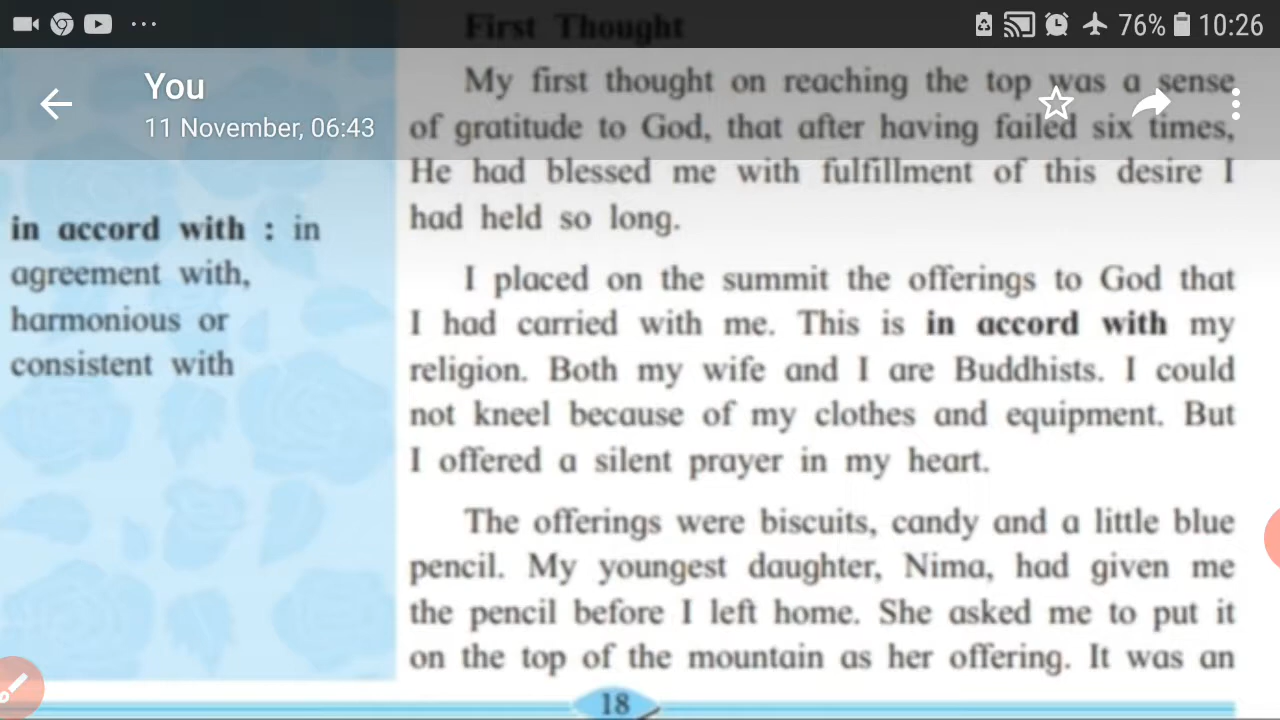 76% 10:26
First Thought
You
11 November, 06:43
My first thought on reaching the top was a sense
of gratitude to God, that after having failed six times,
He had blessed me with fulfillment of this desire I
had held so long.
in accord with : in
agreement with,
harmonious or
consistent with
I placed on the summit the offerings to God that
I had carried with me. This is in accord with my
religion. Both my wife and I are Buddhists. I could
not kneel because of my clothes and equipment. But
I offered a silent prayer in my heart.
The offerings were biscuits, candy and a little blue
pencil. My youngest daughter, Nima, had given me
the pencil before I left home. She asked me to put it
on the top of the mountain as her offering. It was an
18